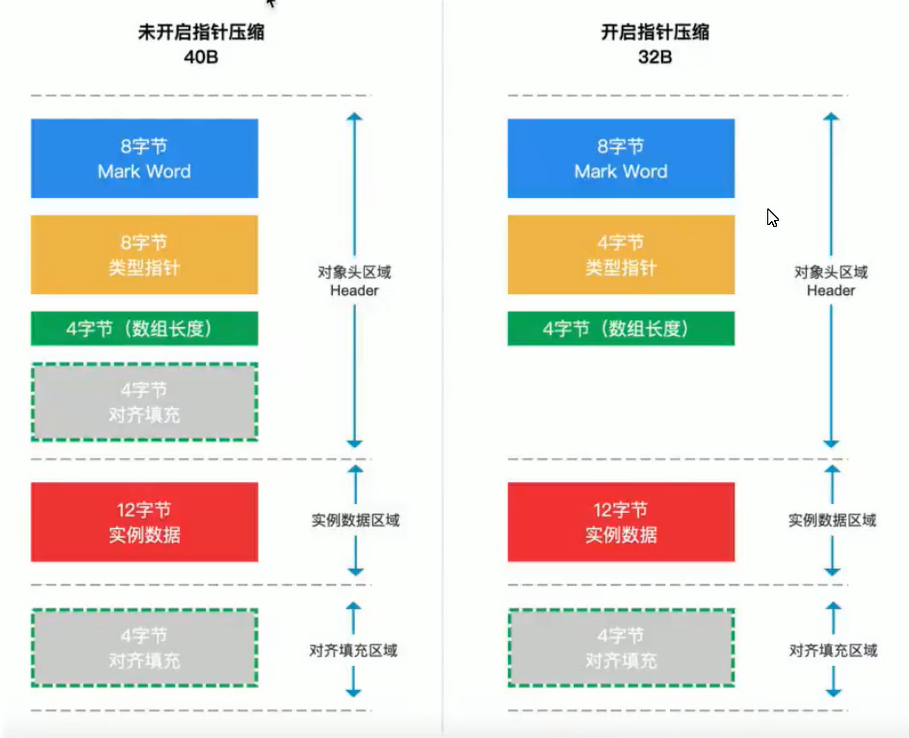 未开启指针压缩
40B
8字节
Mark Word
8字节
类型指针
4字节（数组长度）
4字节
对齐填充
对象头区域
Header
12字节
实例数据
实例数据区域
4字节
对齐填充
对齐填充区域
开启指针压缩
32B
8字节
Mark Word
4字节
类型指针
4字节（数组长度）
对象头区域
Header
12字节
实例数据
实例数据区域
4字节
对齐填充
对齐填充区域